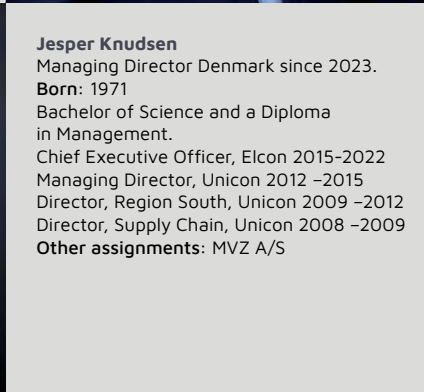 Jesper Knudsen
Managing Director Denmark since 2023.
Born: 1971
Bachelor of Science and a Diploma
in Management.
Chief Executive Officer, Elcon 2015-2022
Managing Director, Unicon 2012 –2015
Director, Region South, Unicon 2009 –2012
Director, Supply Chain, Unicon 2008 –2009
Other assignments: MVZ A/S